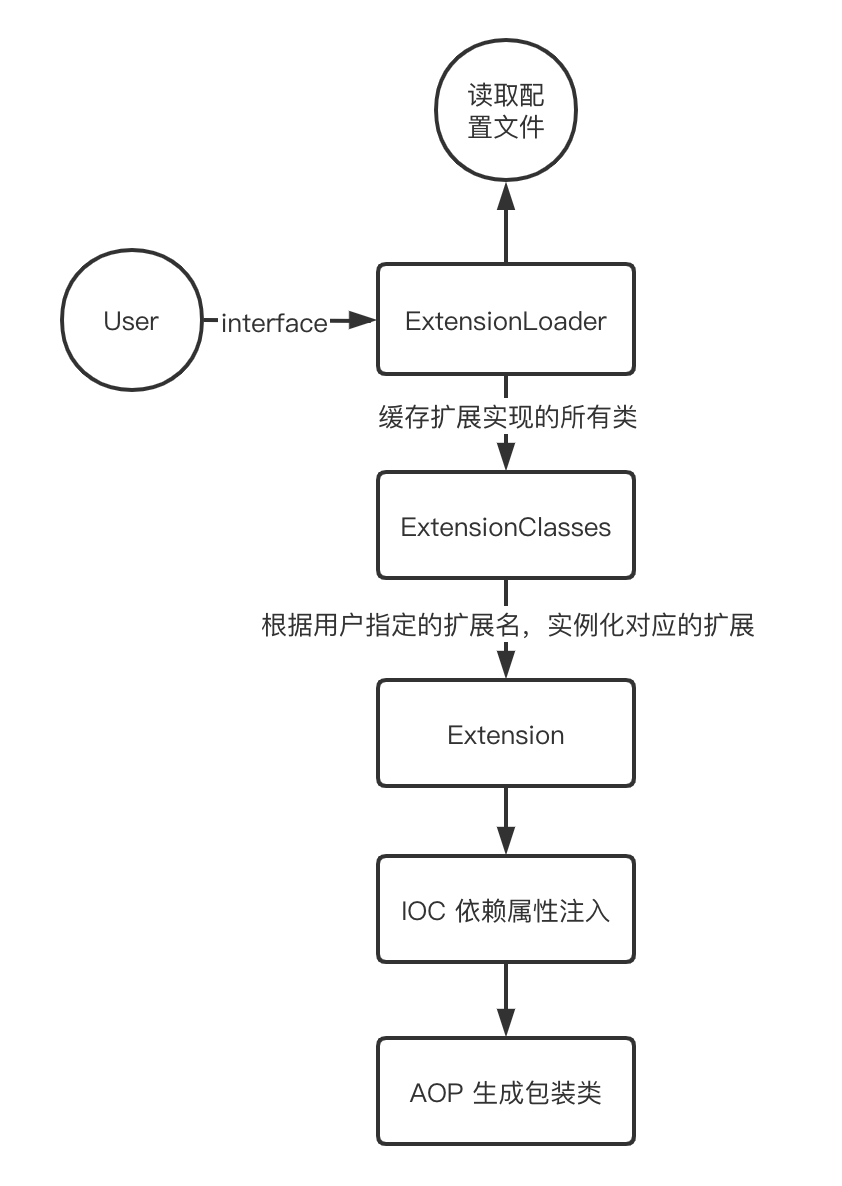 读取配
置文件
User
interface
ExtensionLoader
缓存扩展实现的所有类
ExtensionClasses
根据用户指定的扩展名，实例化对应的扩展
Extension
IOC 依赖属性注入
AOP 生成包装类